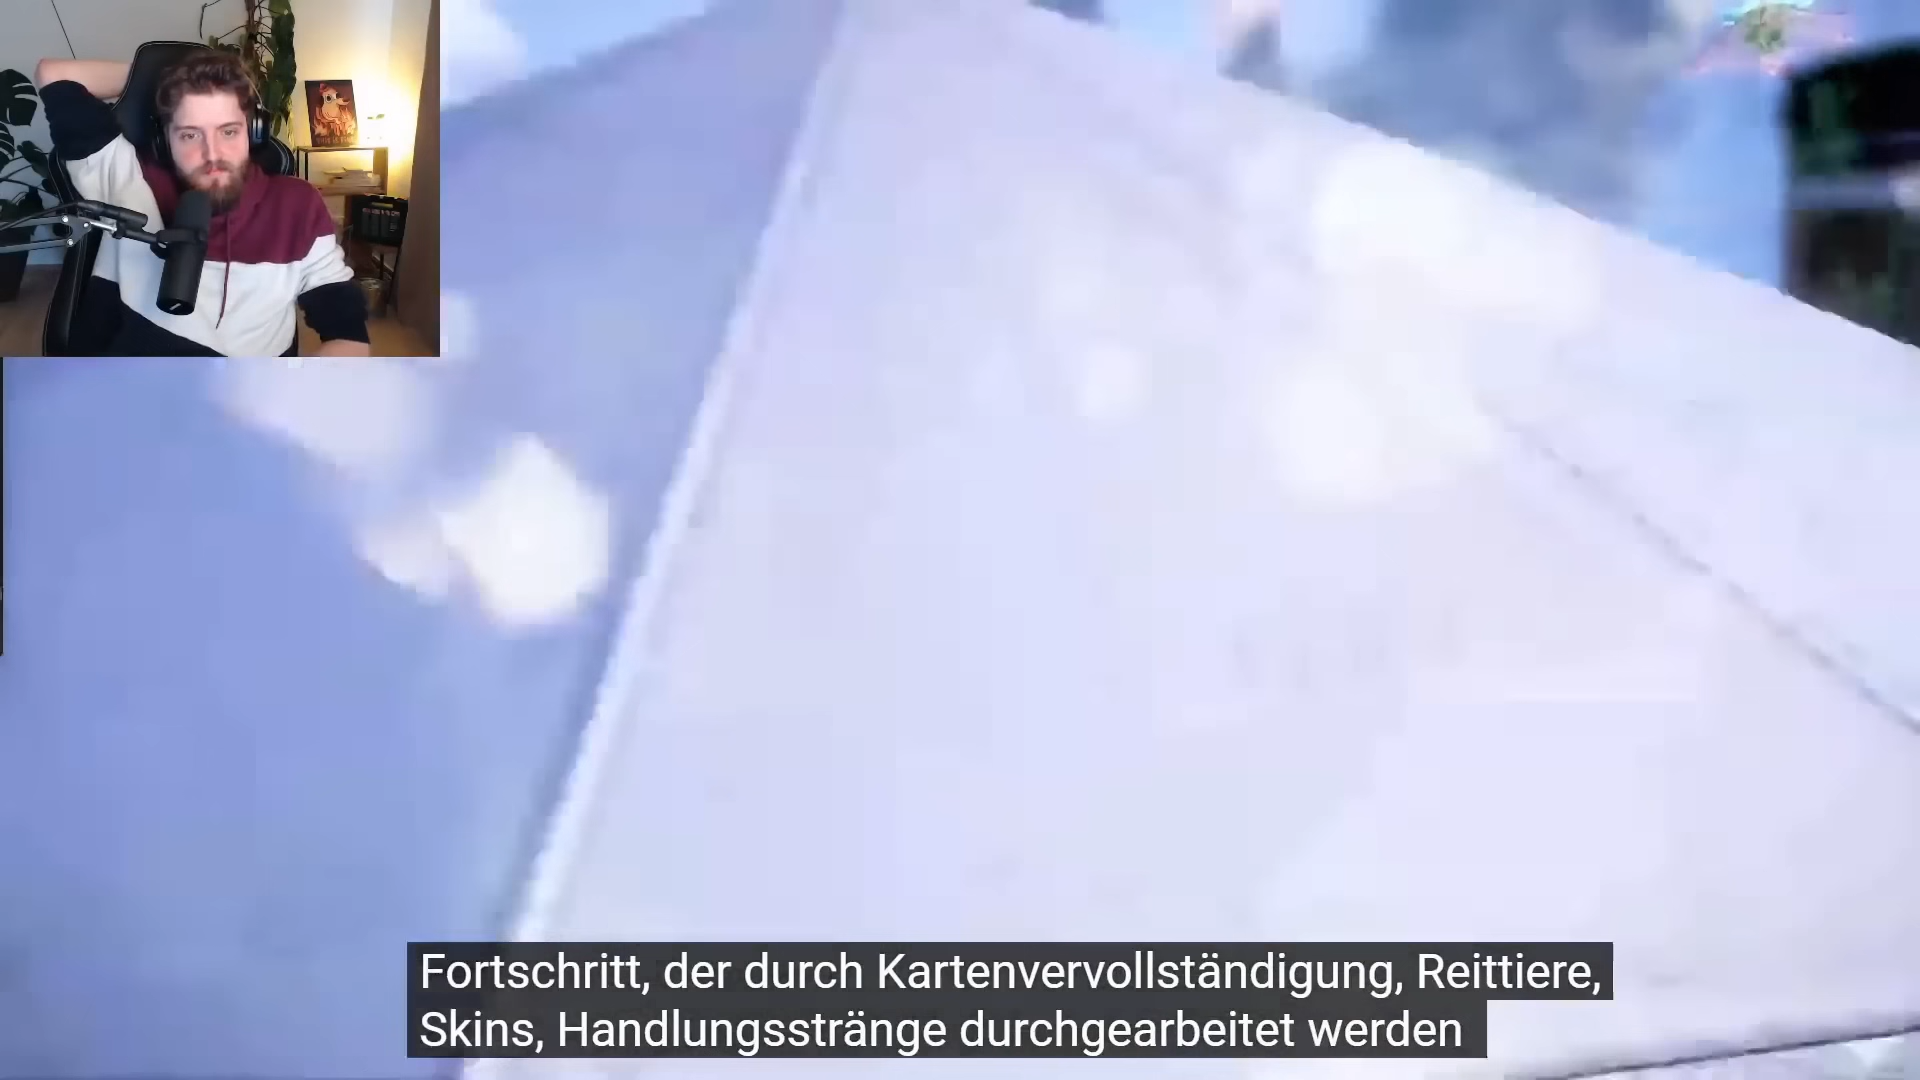 Fortschritt, der durch Kartenvervollständigung, Reittiere,
Skins, Handlungsstränge durchgearbeitet werden